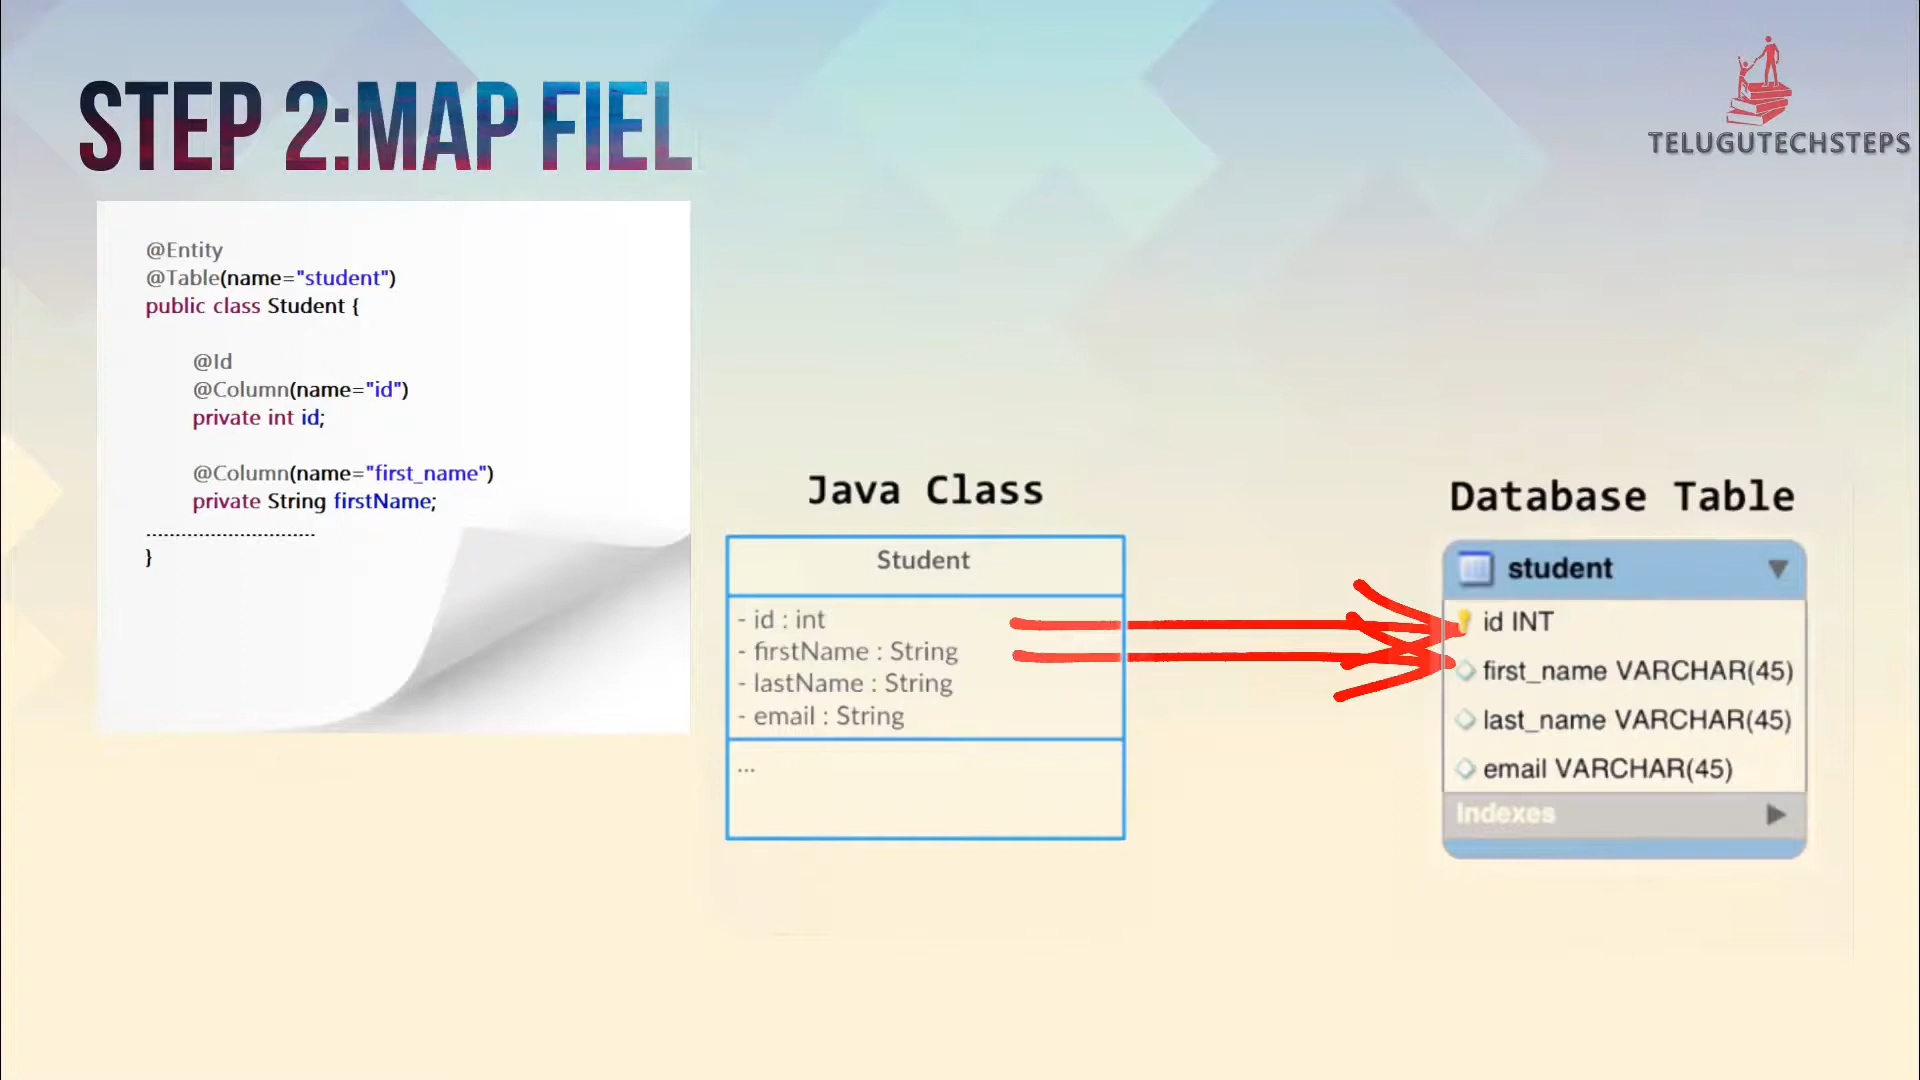 STEP 2:MAP FIEL
TELUGUTECHSTEPS
@Entity
@Table(name="student")
public class Student {
@Id
@Column(name="id")
private int id;
@Column(name="first_name")
private String firstName;
.............................
}
Java Class
Student
- id : int
- firstName : String
- lastName : String
- email : String
...
Database Table
student
id INT
first_name VARCHAR(45)
last_name VARCHAR(45)
email VARCHAR(45)
Indexes